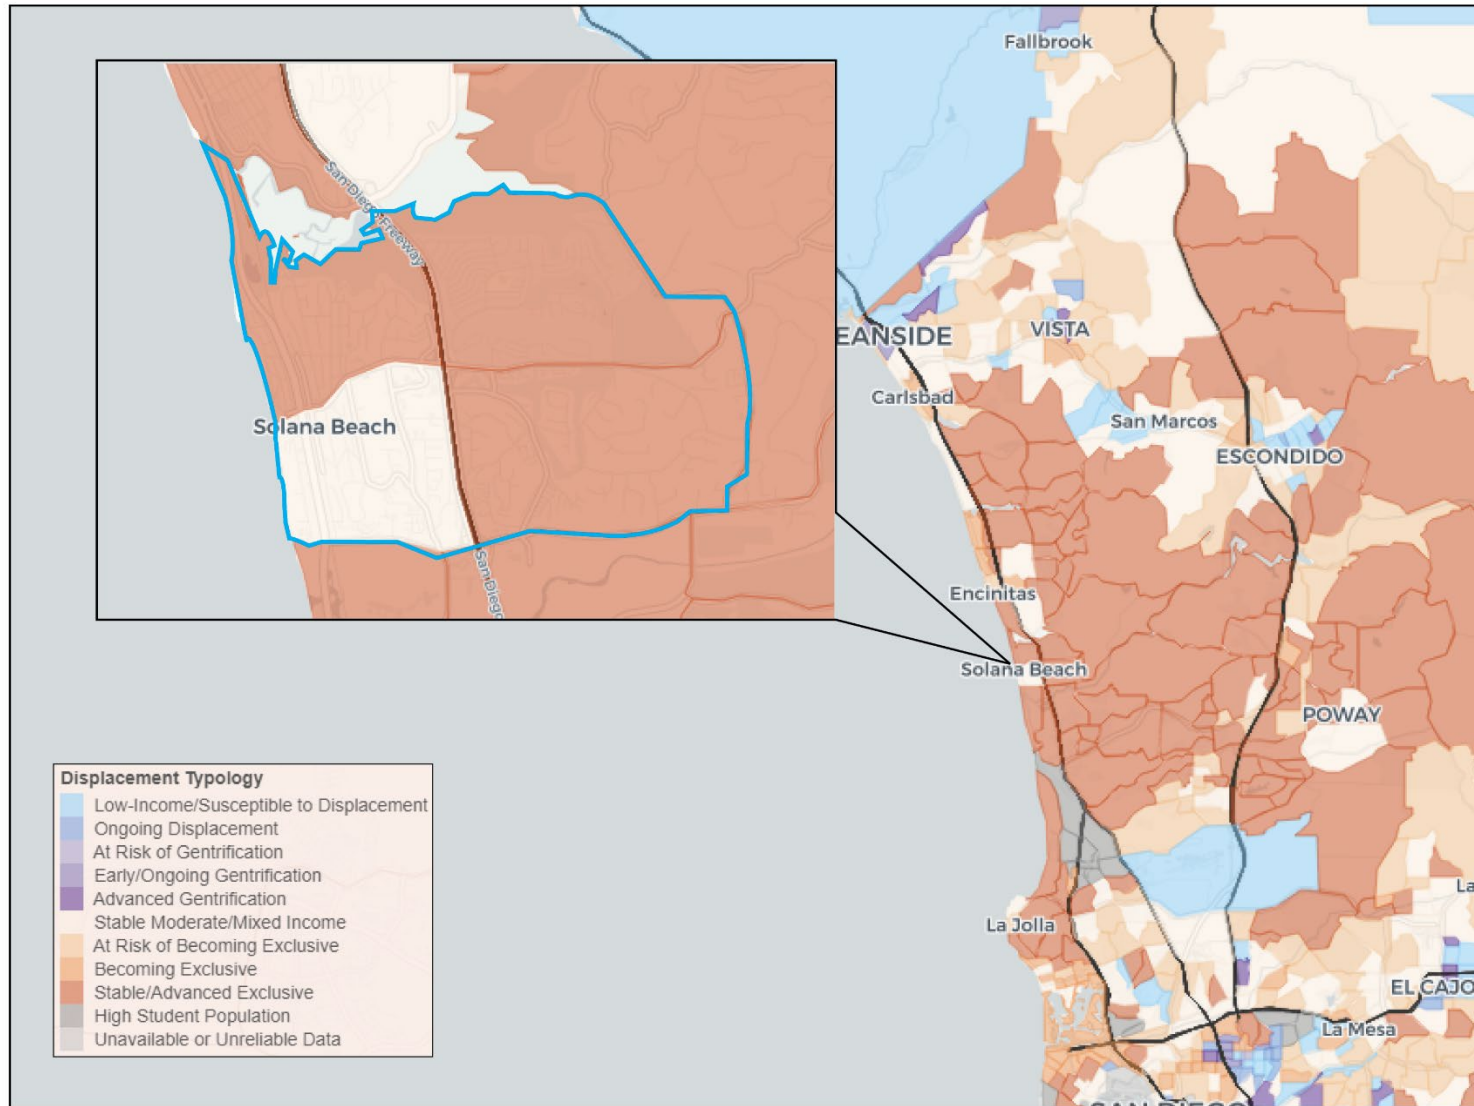 Fallbrook
San Diego Freeway
EANSIDE
VISTA
Carlsbad
San Marcos
Solana Beach
ESCONDIDO
San Diego
Encinitas
Solana Beach
POWAY
Displacement Typology
Low-Income/Susceptible to Displacement
Ongoing Displacement
At Risk of Gentrification
Early/Ongoing Gentrification
Advanced Gentrification
Stable Moderate/Mixed Income
At Risk of Becoming Exclusive
Becoming Exclusive
Stable/Advanced Exclusive
High Student Population
Unavailable or Unreliable Data
La
La Jolla
EL CAJO
La Mesa
SAN DIEGO